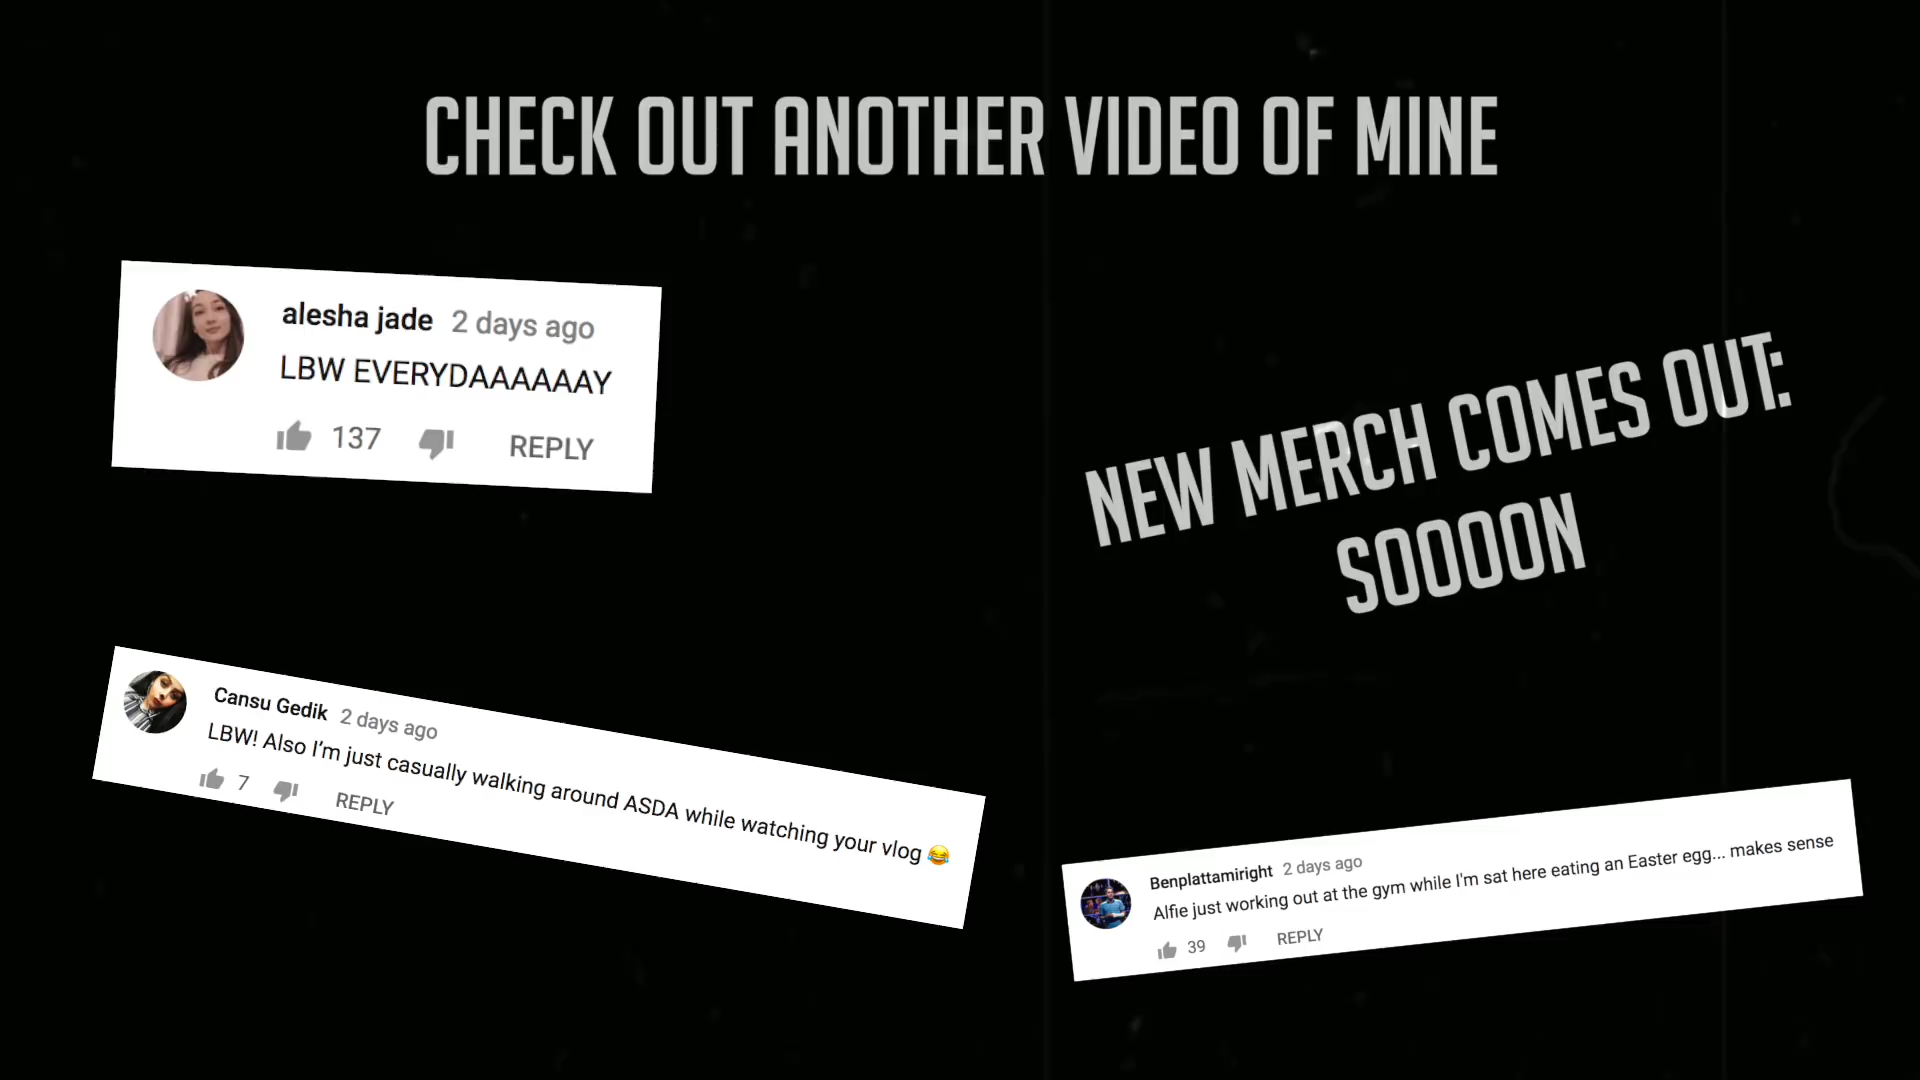 CHECK OUT ANOTHER VIDEO OF MINE
alesha jade 2 days ago
LBW EVERYDAAAAAAY
137 REPLY
NEW MERCH COMES OUT:
SOOOON
Cansu Gedik 2 days ago
LBW! Also I'm just casually walking around ASDA while watching your vlog 😂
7 REPLY
Benplattamiright 2 days ago
Alfie just working out at the gym while I'm sat here eating an Easter egg... makes sense
39 REPLY